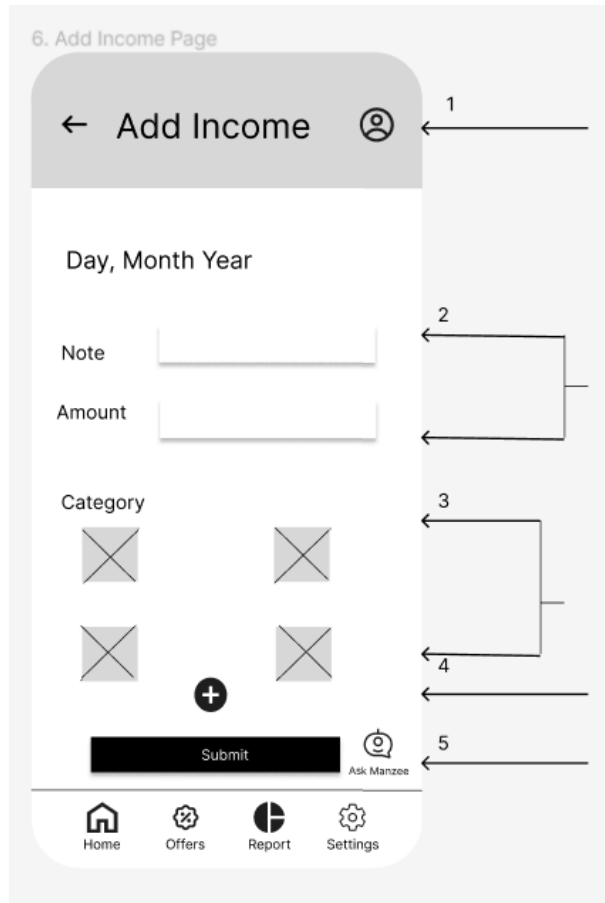 6. Add Income Page
Add Income
1
Day, Month Year
2
Note
Amount
3
Category
4
5
Submit
Ask Manzee
Home Offers Report Settings